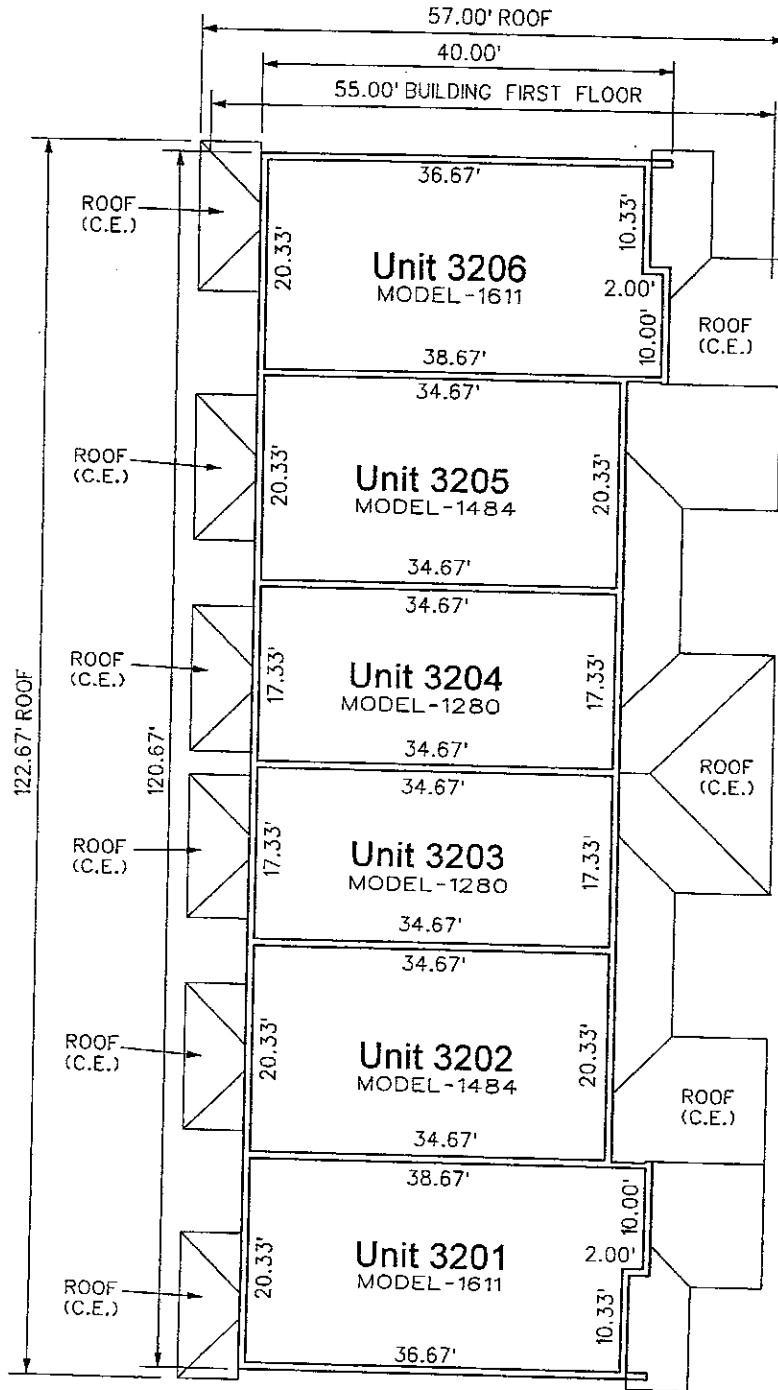 57.00' ROOF
40.00'
55.00' BUILDING FIRST FLOOR
122.67' ROOF
120.67'
ROOF
(C.E.)
36.67'
20.33'
Unit 3206
MODEL-1611
10.33'
2.00'
10.00'
38.67'
ROOF
(C.E.)
ROOF
(C.E.)
34.67'
20.33'
Unit 3205
MODEL-1484
20.33'
34.67'
ROOF
(C.E.)
34.67'
17.33'
Unit 3204
MODEL-1280
17.33'
34.67'
ROOF
(C.E.)
ROOF
(C.E.)
34.67'
17.33'
Unit 3203
MODEL-1280
17.33'
34.67'
ROOF
(C.E.)
34.67'
20.33'
Unit 3202
MODEL-1484
20.33'
34.67'
ROOF
(C.E.)
ROOF
(C.E.)
38.67'
20.33'
Unit 3201
MODEL-1611
10.00'
2.00'
10.33'
36.67'